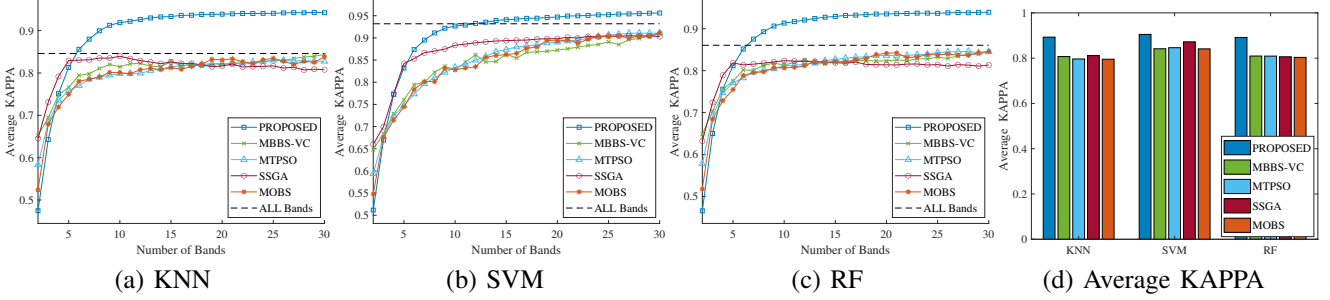 Average KAPPA
0.9
0.8
0.7
0.6
0.5
5 10 15 20 25 30
Number of Bands
PROPOSED
MBBS-VC
MTPSO
SSGA
MOBS
ALL Bands
(a) KNN
Average KAPPA
0.95
0.9
0.85
0.8
0.75
0.7
0.65
0.6
0.55
0.5
5 10 15 20 25 30
Number of Bands
PROPOSED
MBBS-VC
MTPSO
SSGA
MOBS
ALL Bands
(b) SVM
Average KAPPA
0.9
0.8
0.7
0.6
0.5
5 10 15 20 25 30
Number of Bands
PROPOSED
MBBS-VC
MTPSO
SSGA
MOBS
ALL Bands
(c) RF
Average KAPPA
1
0.8
0.6
0.4
0.2
0
KNN SVM RF
PROPOSED
MBBS-VC
MTPSO
SSGA
MOBS
(d) Average KAPPA